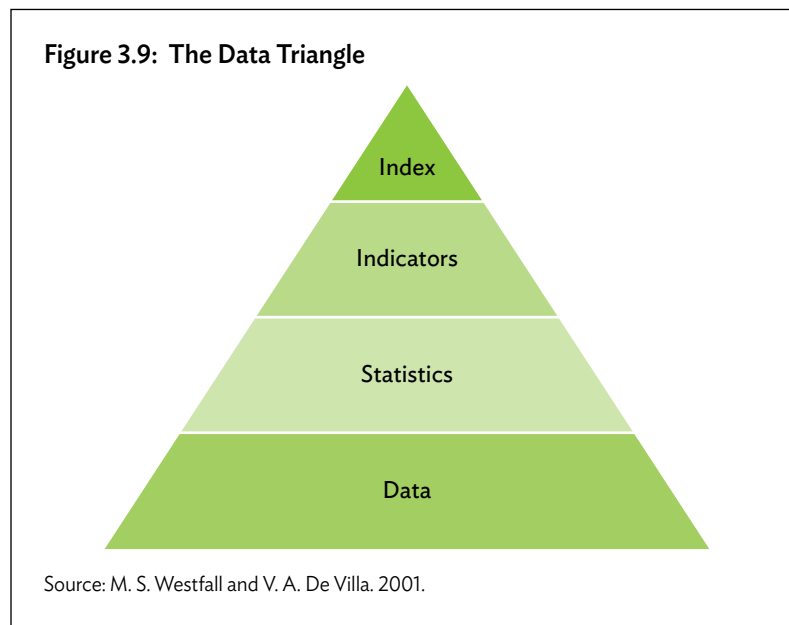 Figure 3.9: The Data Triangle
Index
Indicators
Statistics
Data
Source: M. S. Westfall and V. A. De Villa. 2001.